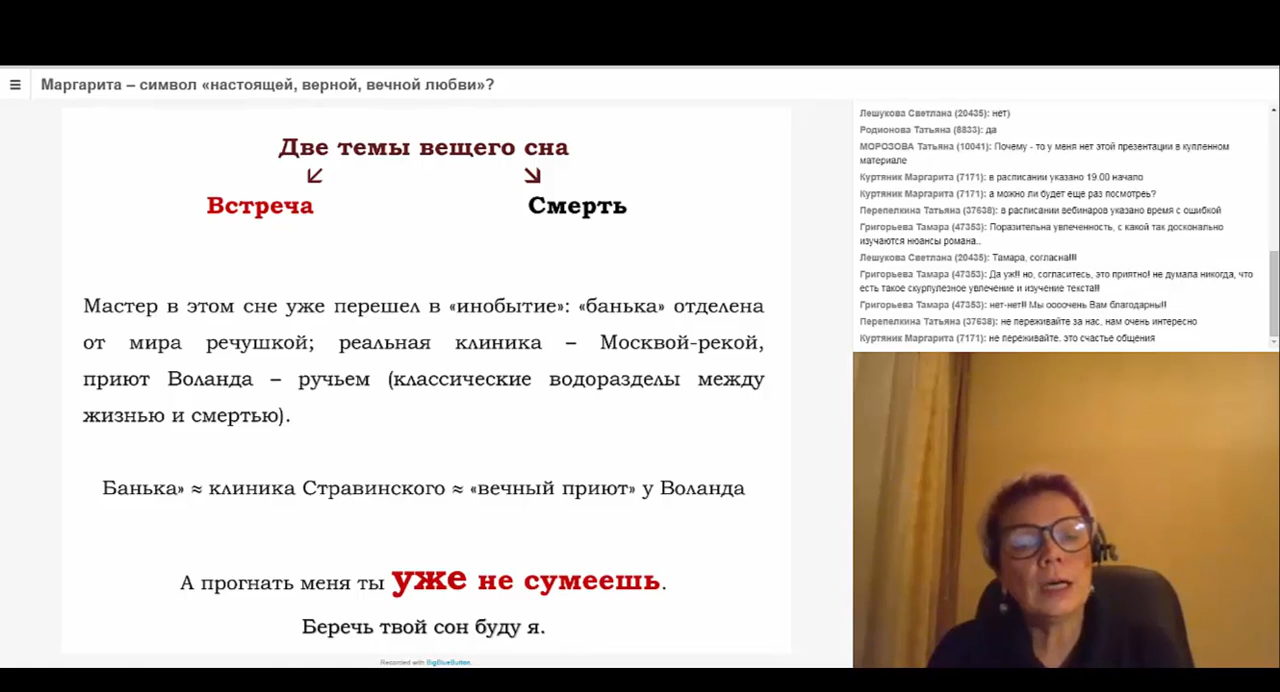 Маргарита – символ «настоящей, верной, вечной любви»?
Две темы вещего сна
Встреча
Смерть
Мастер в этом сне уже перешел в «инобытие»: «банька» отделена
от мира речушкой; реальная клиника – Москвой-рекой,
приют Воланда – ручьем (классические водоразделы между
жизнью и смертью).
Банька» ≈ клиника Стравинского ≈ «вечный приют» у Воланда
А прогнать меня ты уже не сумеешь.
Беречь твой сон буду я.
Recorded with BigBlueButton.
Лешукова Светлана (20435): нет)
Родионова Татьяна (8833): да
МОРОЗОВА Татьяна (10041): Почему - то у меня нет этой презентации в купленном
материале
Куртяник Маргарита (7171): в расписании указано 19.00 начало
Куртяник Маргарита (7171): а можно ли будет еще раз посмотреь?
Перепелкина Татьяна (37638): в расписании вебинаров указано время с ошибкой
Григорьева Тамара (47353): Поразительна увлеченность, с какой так досконально
изучаются нюансы романа..
Лешукова Светлана (20435): Тамара, согласна!!!
Григорьева Тамара (47353): Да уж!! но, согласитесь, это приятно! не думала никогда, что
есть такое скурпулезное увлечение и изучение текста!!!
Григорьева Тамара (47353): нет-нет!! Мы оооочень Вам благодарны!!
Перепелкина Татьяна (37638): не переживайте за нас, нам очень интересно
Куртяник Маргарита (7171): не переживайте. это счастье общения